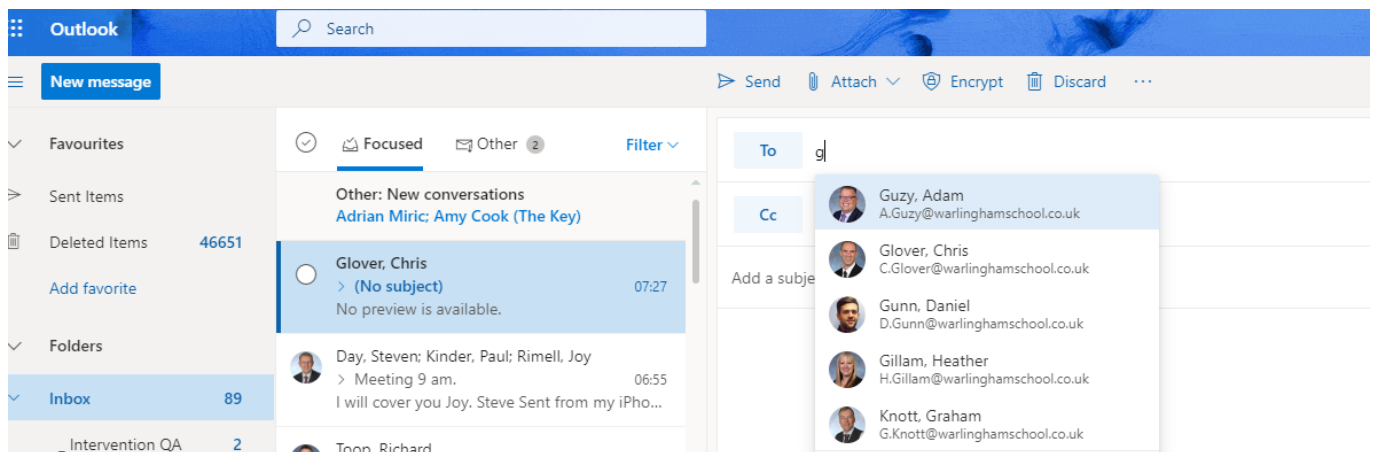 Outlook
Search
New message
Send Attach Encrypt Discard ...
Favourites
Sent Items
Deleted Items 46651
Add favorite
Folders
Inbox 89
_ Intervention QA 2
Focused Other 2 Filter
Other: New conversations
Adrian Miric; Amy Cook (The Key)
Glover, Chris
> (No subject) 07:27
No preview is available.
Day, Steven; Kinder, Paul; Rimell, Joy
> Meeting 9 am. 06:55
I will cover you Joy. Steve Sent from my iPho...
Toop, Richard
To g
Cc
Add a subje
Guzy, Adam
A.Guzy@warlinghamschool.co.uk
Glover, Chris
C.Glover@warlinghamschool.co.uk
Gunn, Daniel
D.Gunn@warlinghamschool.co.uk
Gillam, Heather
H.Gillam@warlinghamschool.co.uk
Knott, Graham
G.Knott@warlinghamschool.co.uk